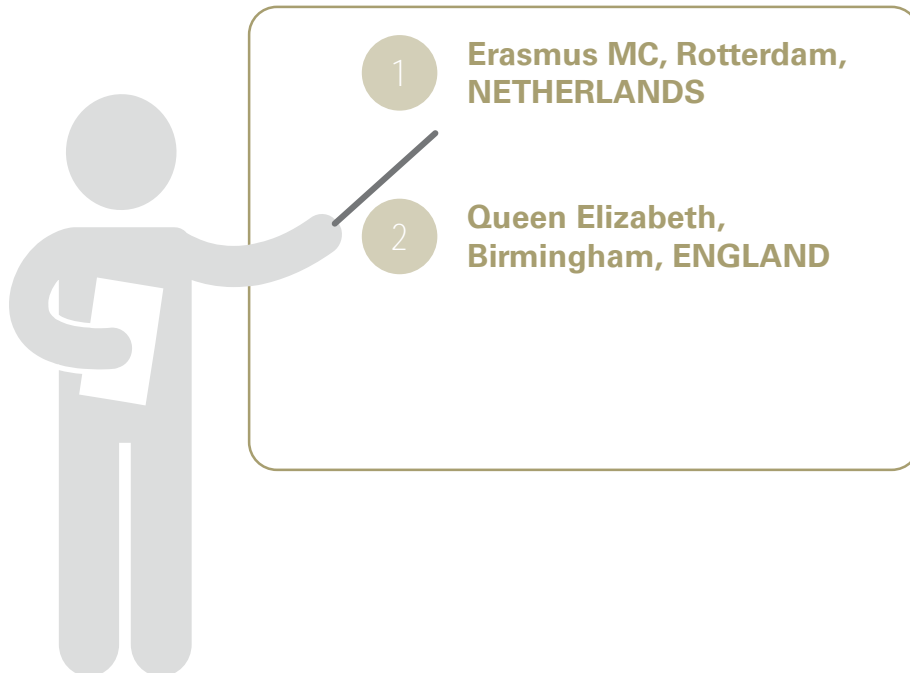 1
Erasmus MC, Rotterdam,
NETHERLANDS
2
Queen Elizabeth,
Birmingham, ENGLAND